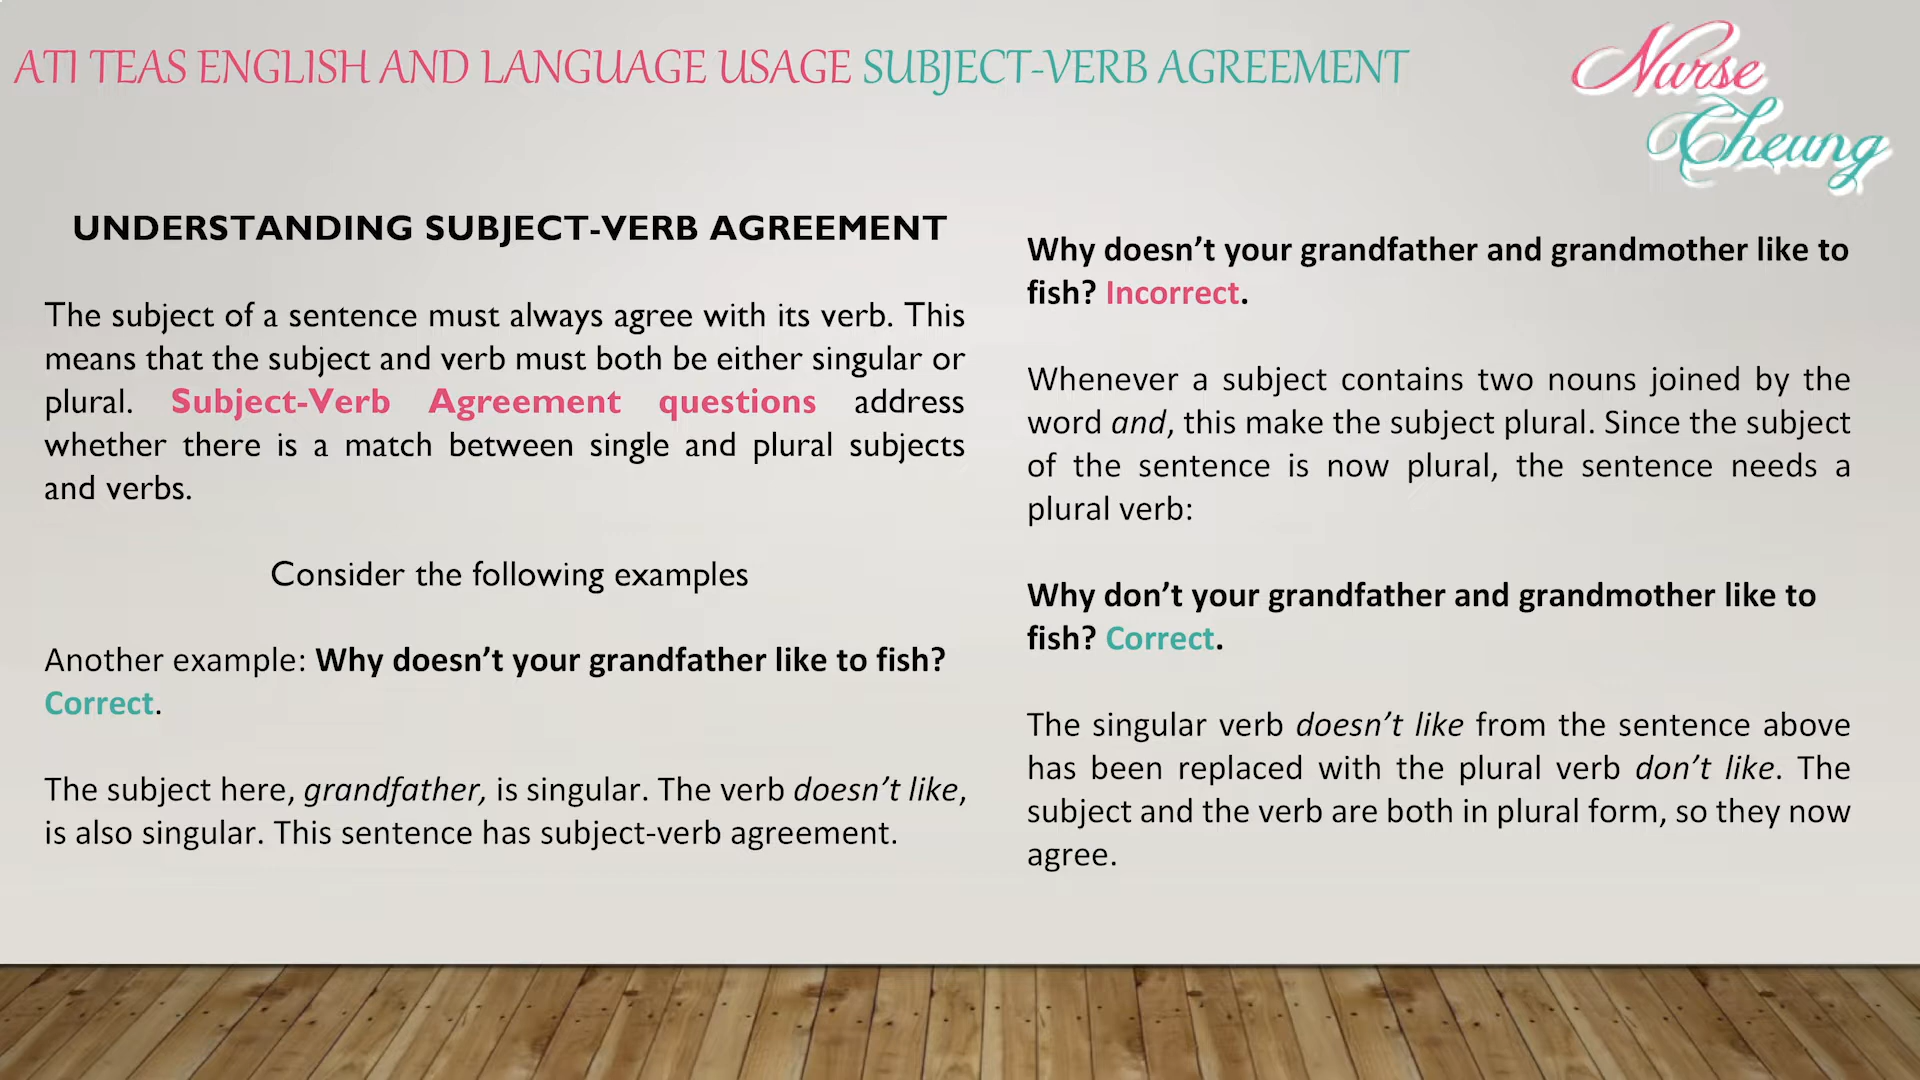 ATI TEAS ENGLISH AND LANGUAGE USAGE SUBJECT-VERB AGREEMENT
Nurse
Cheung
UNDERSTANDING SUBJECT-VERB AGREEMENT
The subject of a sentence must always agree with its verb. This
means that the subject and verb must both be either singular or
plural. Subject-Verb Agreement questions address
whether there is a match between single and plural subjects
and verbs.
Consider the following examples
Another example: Why doesn’t your grandfather like to fish?
Correct.
The subject here, grandfather, is singular. The verb doesn’t like,
is also singular. This sentence has subject-verb agreement.
Why doesn’t your grandfather and grandmother like to
fish? Incorrect.
Whenever a subject contains two nouns joined by the
word and, this make the subject plural. Since the subject
of the sentence is now plural, the sentence needs a
plural verb:
Why don’t your grandfather and grandmother like to
fish? Correct.
The singular verb doesn’t like from the sentence above
has been replaced with the plural verb don’t like. The
subject and the verb are both in plural form, so they now
agree.